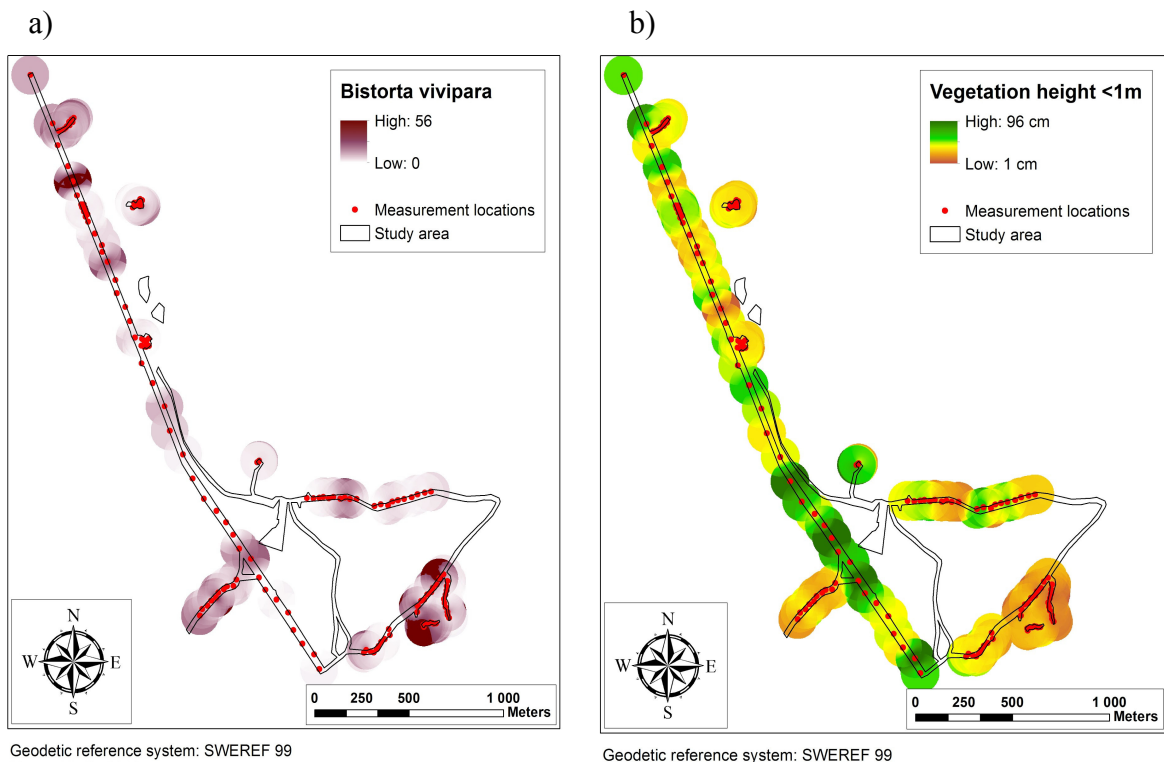 a)
Bistorta vivipara
High: 56
Low: 0
Measurement locations
Study area
N
W E
S
0 250 500 1 000
Meters
Geodetic reference system: SWEREF 99
b)
Vegetation height <1m
High: 96 cm
Low: 1 cm
Measurement locations
Study area
N
W E
S
0 250 500 1 000
Meters
Geodetic reference system: SWEREF 99